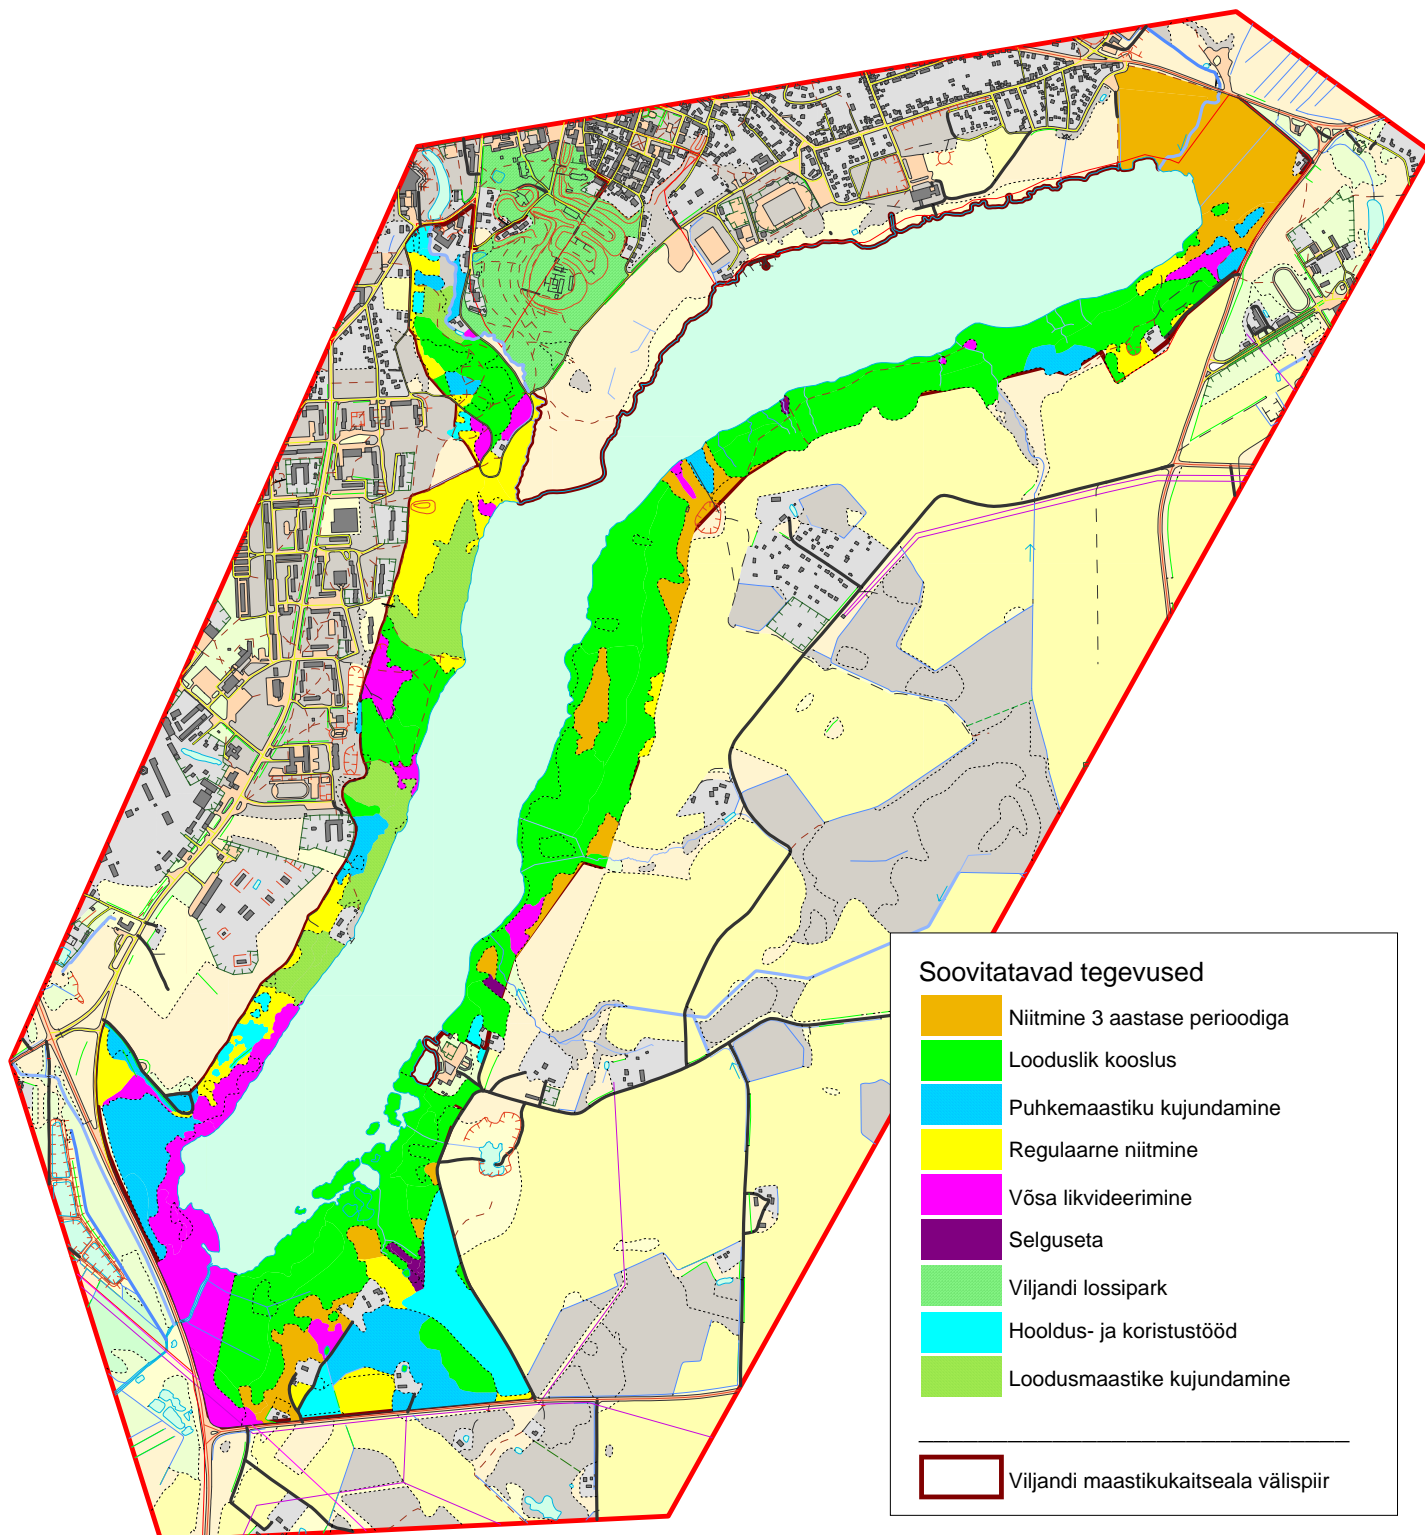 Soovitatavad tegevused
Niitmine 3 aastase perioodiga
Looduslik kooslus
Puhkemaastiku kujundamine
Regulaarne niitmine
Võsa likvideerimine
Selguseta
Viljandi lossipark
Hooldus- ja koristustööd
Loodusmaastike kujundamine
Viljandi maastikukaitseala välispiir